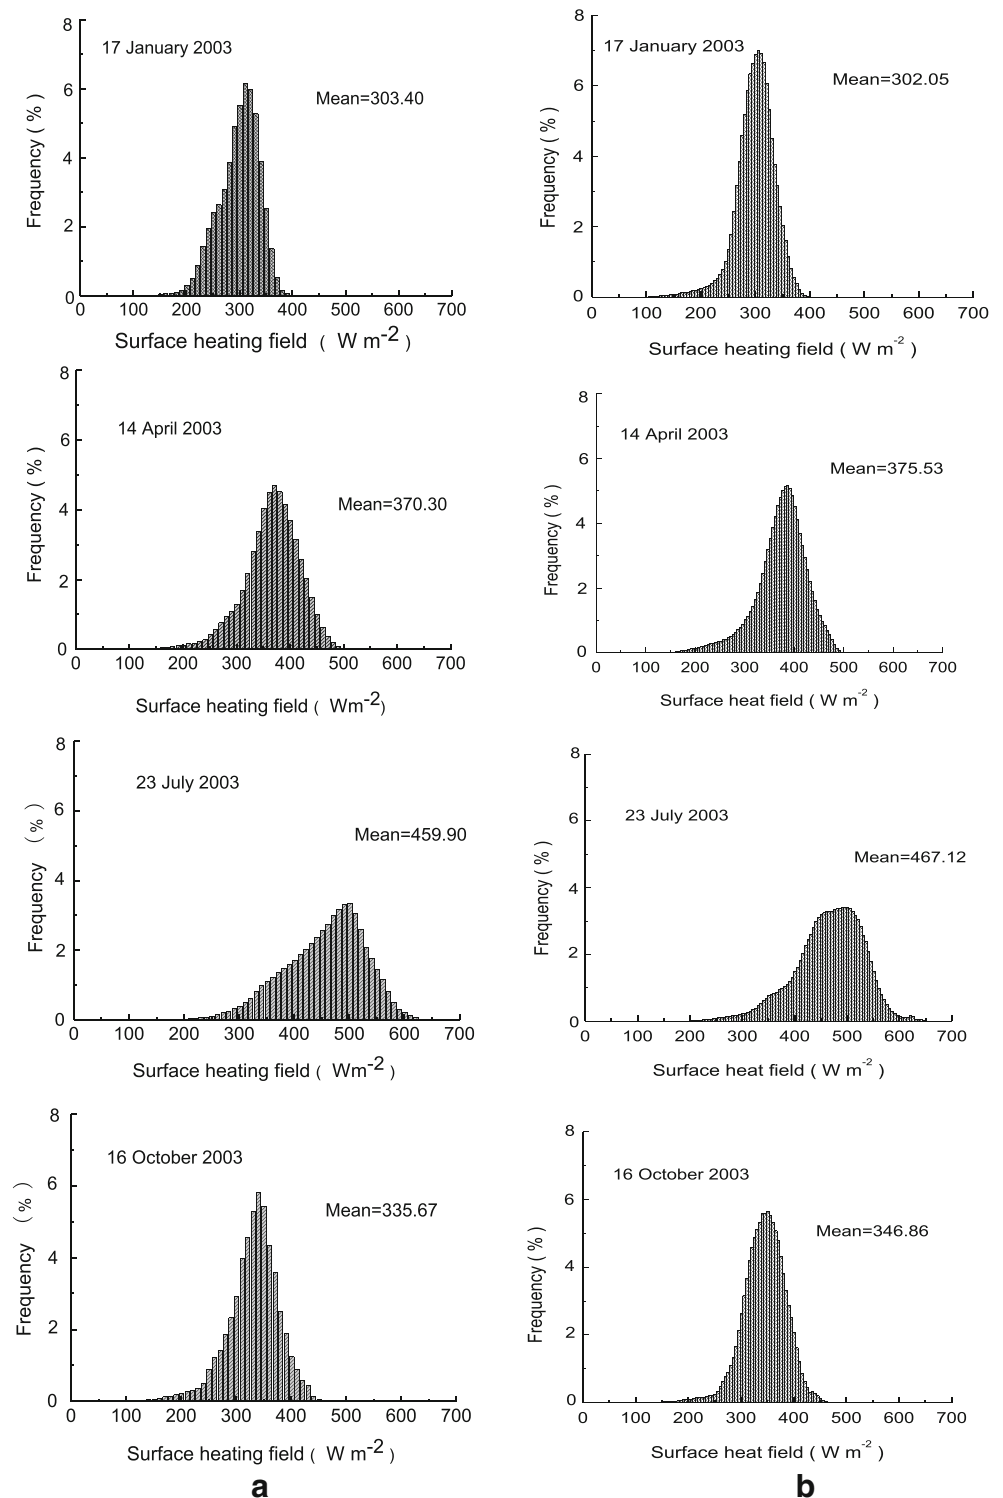 8
6
4
2
0
Frequency ( % )
17 January 2003
Mean=303.40
0 100 200 300 400 500 600 700
Surface heating field ( W m-2 )
8
6
4
2
0
Frequency ( % )
17 January 2003
Mean=302.05
0 100 200 300 400 500 600 700
Surface heating field ( W m-2 )
8
6
4
2
0
Frequency ( % )
14 April 2003
Mean=370.30
0 100 200 300 400 500 600 700
Surface heating field ( Wm-2)
8
6
4
2
0
Frequency ( % )
14 April 2003
Mean=375.53
0 100 200 300 400 500 600 700
Surface heat field ( W m-2 )
8
6
4
2
0
Frequency ( % )
23 July 2003
Mean=459.90
0 100 200 300 400 500 600 700
Surface heating field ( Wm-2 )
8
6
4
2
0
Frequency ( % )
23 July 2003
Mean=467.12
0 100 200 300 400 500 600 700
Surface heat field ( W m-2 )
8
6
4
2
0
Frequency ( % )
16 October 2003
Mean=335.67
0 100 200 300 400 500 600 700
Surface heating field ( W m-2 )
a
8
6
4
2
0
Frequency ( % )
16 October 2003
Mean=346.86
0 100 200 300 400 500 600 700
Surface heat field ( W m-2 )
b